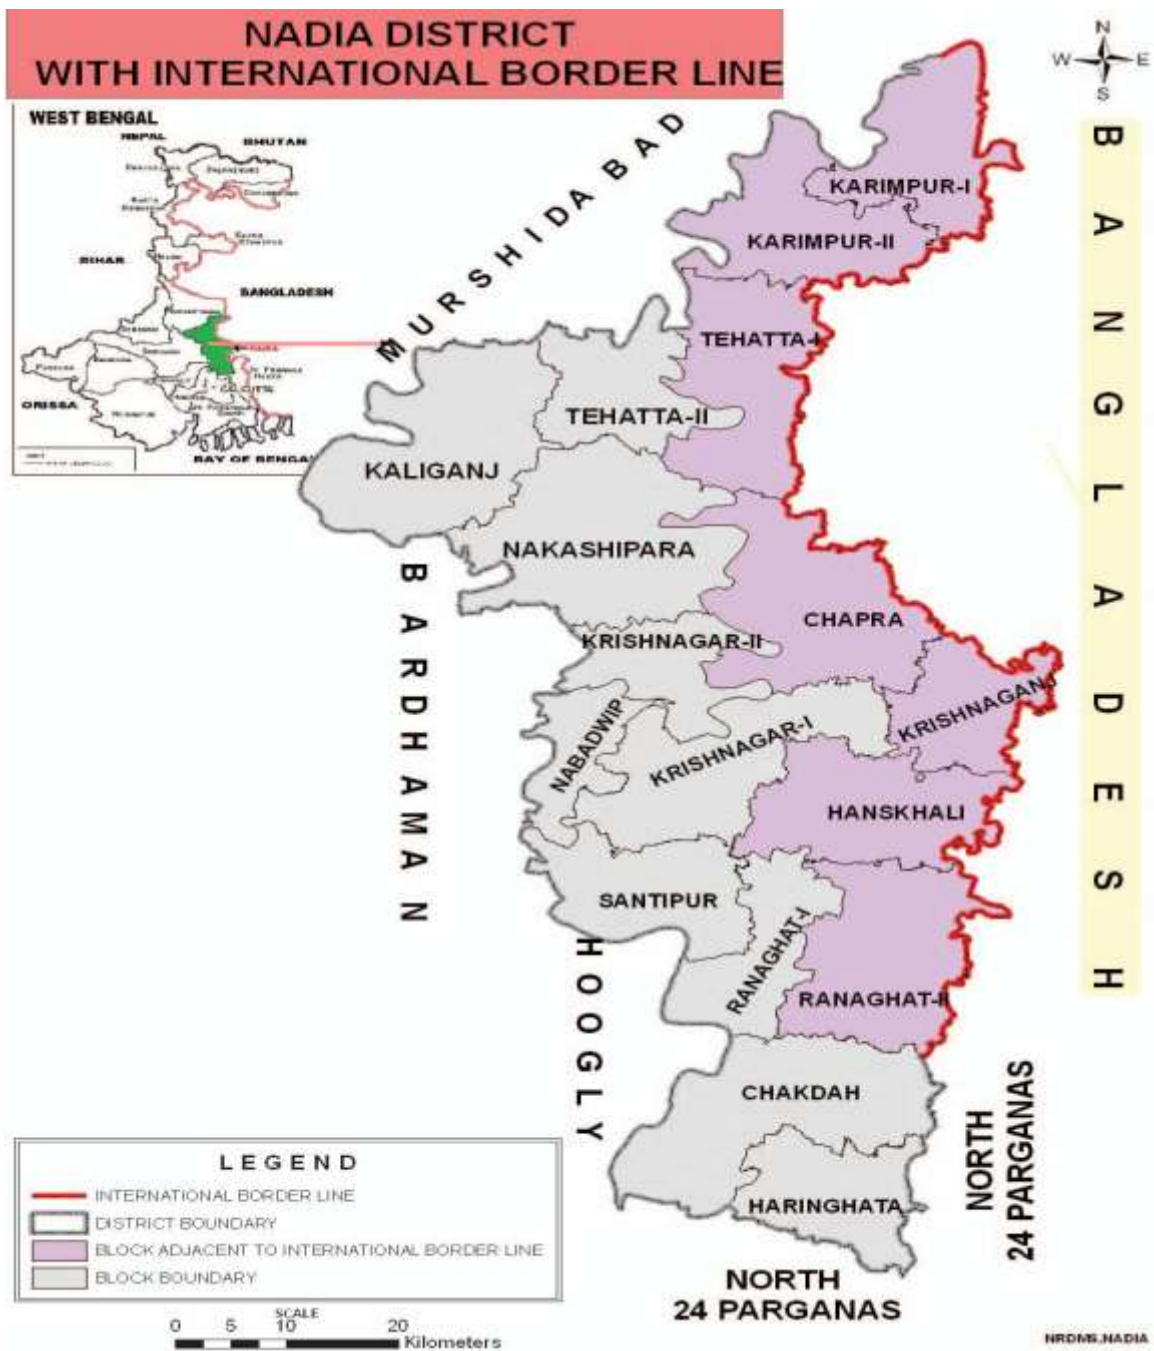 NADIA DISTRICT
WITH INTERNATIONAL BORDER LINE
N
W
E
S
WEST BENGAL
NEPAL
BHUTAN
BIHAR
BANGLADESH
ORISSA
CALCUTTA
BAY OF BENGAL
MURSHIDABAD
BANGLADESH
KARIMPUR-I
KARIMPUR-II
TEHATTA-I
TEHATTA-II
KALIGANJ
NAKASHIPARA
BARDHAMAN
CHAPRA
KRISHNAGAR-II
KRISHNAGANJ
NABADWIP
KRISHNAGAR-I
HANSKHALI
SANTIPUR
RANAGHAT-I
RANAGHAT-II
HOOGLY
CHAKDAH
HARINGHATA
NORTH
24 PARGANAS
NORTH
24 PARGANAS
LEGEND
INTERNATIONAL BORDER LINE
DISTRICT BOUNDARY
BLOCK ADJACENT TO INTERNATIONAL BORDER LINE
BLOCK BOUNDARY
SCALE
0 5 10 20
Kilometers
NRDMS,NADIA